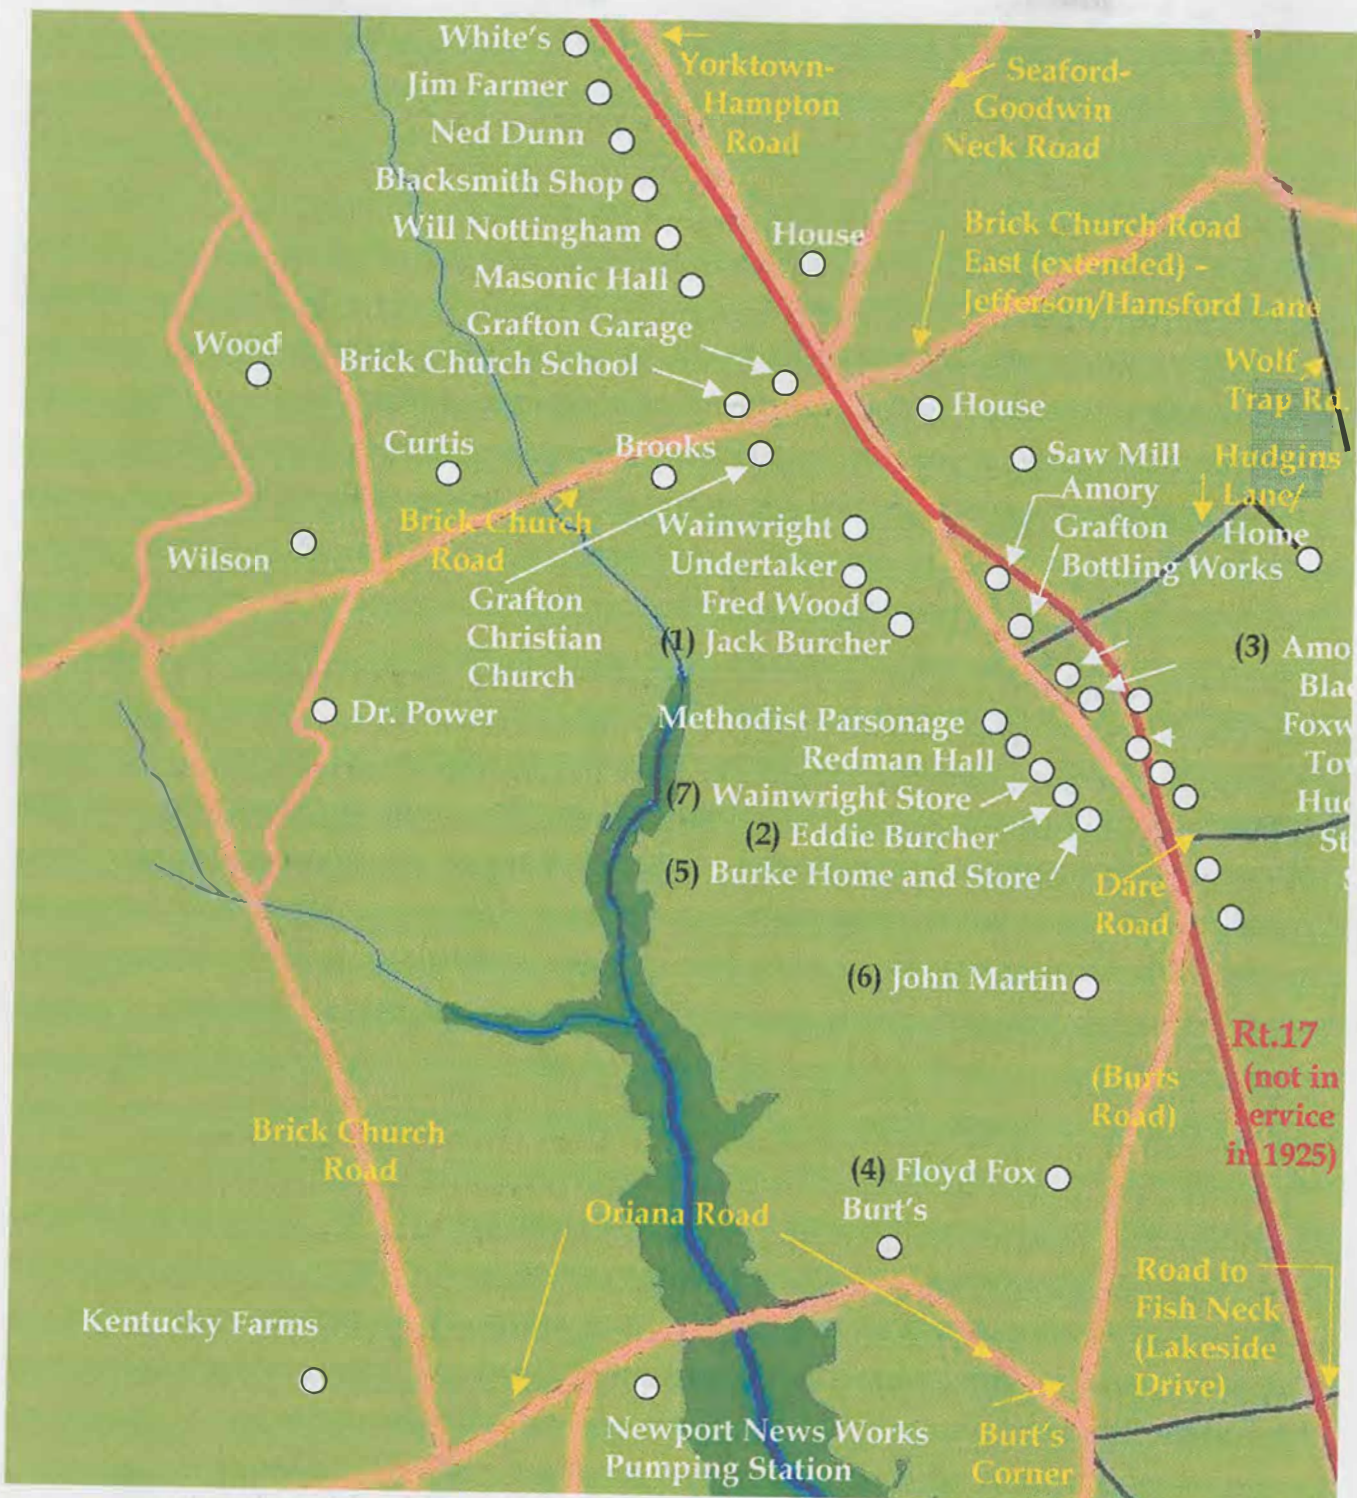 White's
Jim Farmer
Ned Dunn
Blacksmith Shop
Will Nottingham
Masonic Hall
Grafton Garage
Brick Church School
Yorktown-
Hampton
Road
Seaford-
Goodwin
Neck Road
House
Brick Church Road
East (extended) -
Jefferson/Hansford Lane
Wolf
Trap Rd.
Wood
Curtis
Brooks
House
Saw Mill
Hudgins
Lane/
Home
Amory
Grafton
Bottling Works
Brick Church
Road
Wilson
Wainwright
Undertaker
Fred Wood
(1) Jack Burcher
Grafton
Christian
Church
Dr. Power
(3) Amo
Blac
Foxw
Tow
Hud
St
Methodist Parsonage
Redman Hall
(7) Wainwright Store
(2) Eddie Burcher
(5) Burke Home and Store
Dare
Road
(6) John Martin
Rt.17
(not in
service
in 1925)
(Burts
Road)
Brick Church
Road
(4) Floyd Fox
Burt's
Oriana Road
Road to
Fish Neck
(Lakeside
Drive)
Kentucky Farms
Newport News Works
Pumping Station
Burt's
Corner